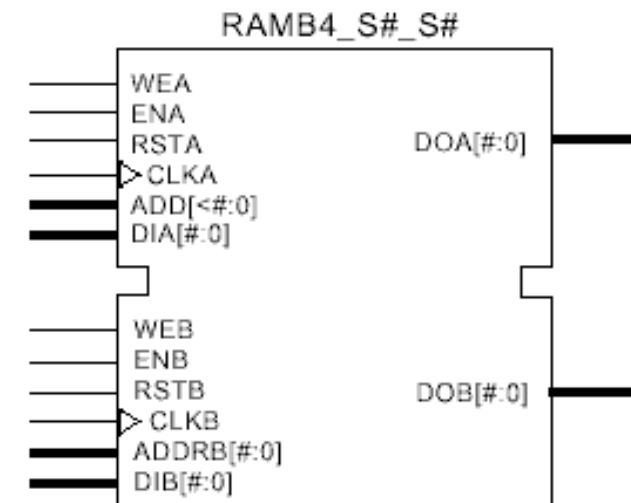 RAMB4_S#_S#
WEA
ENA
RSTA
CLKA
ADD[<#:0]
DIA[#:0]
DOA[#:0]
WEB
ENB
RSTB
CLKB
ADDRB[#:0]
DIB[#:0]
DOB[#:0]